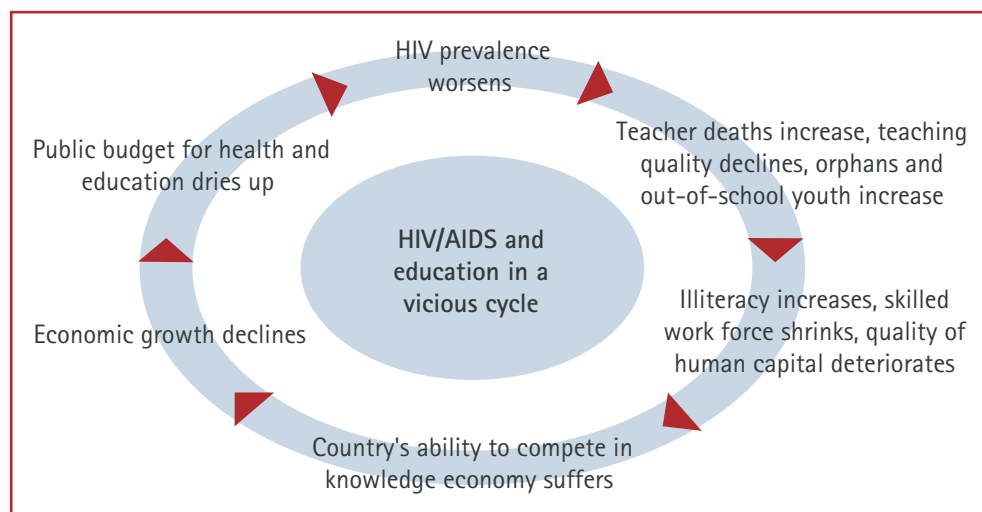 HIV prevalence
worsens
Teacher deaths increase, teaching
quality declines, orphans and
out-of-school youth increase
Illiteracy increases, skilled
work force shrinks, quality of
human capital deteriorates
Country's ability to compete in
knowledge economy suffers
Economic growth declines
Public budget for health and
education dries up
HIV/AIDS and
education in a
vicious cycle